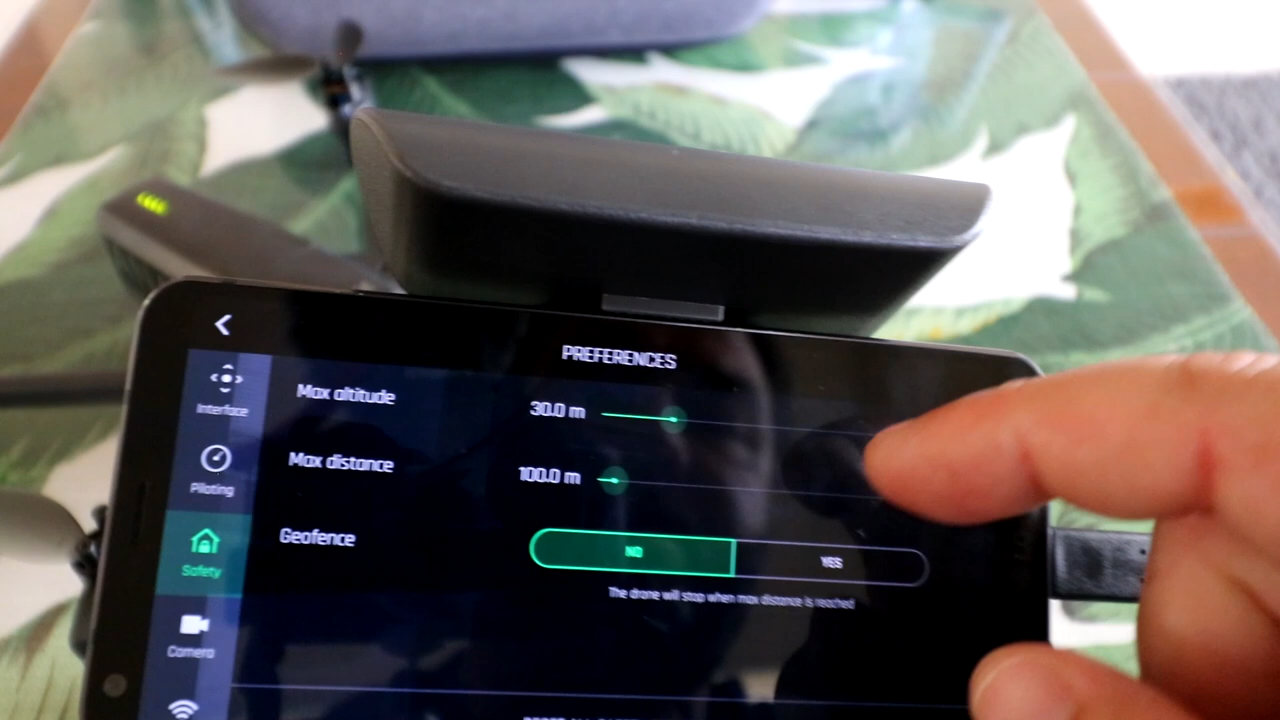 PREFERENCES
Interface
Max altitude
30.0 m
Piloting
Max distance
100.0 m
Safety
Geofence
NO
YES
The drone will stop when max distance is reached
Camera